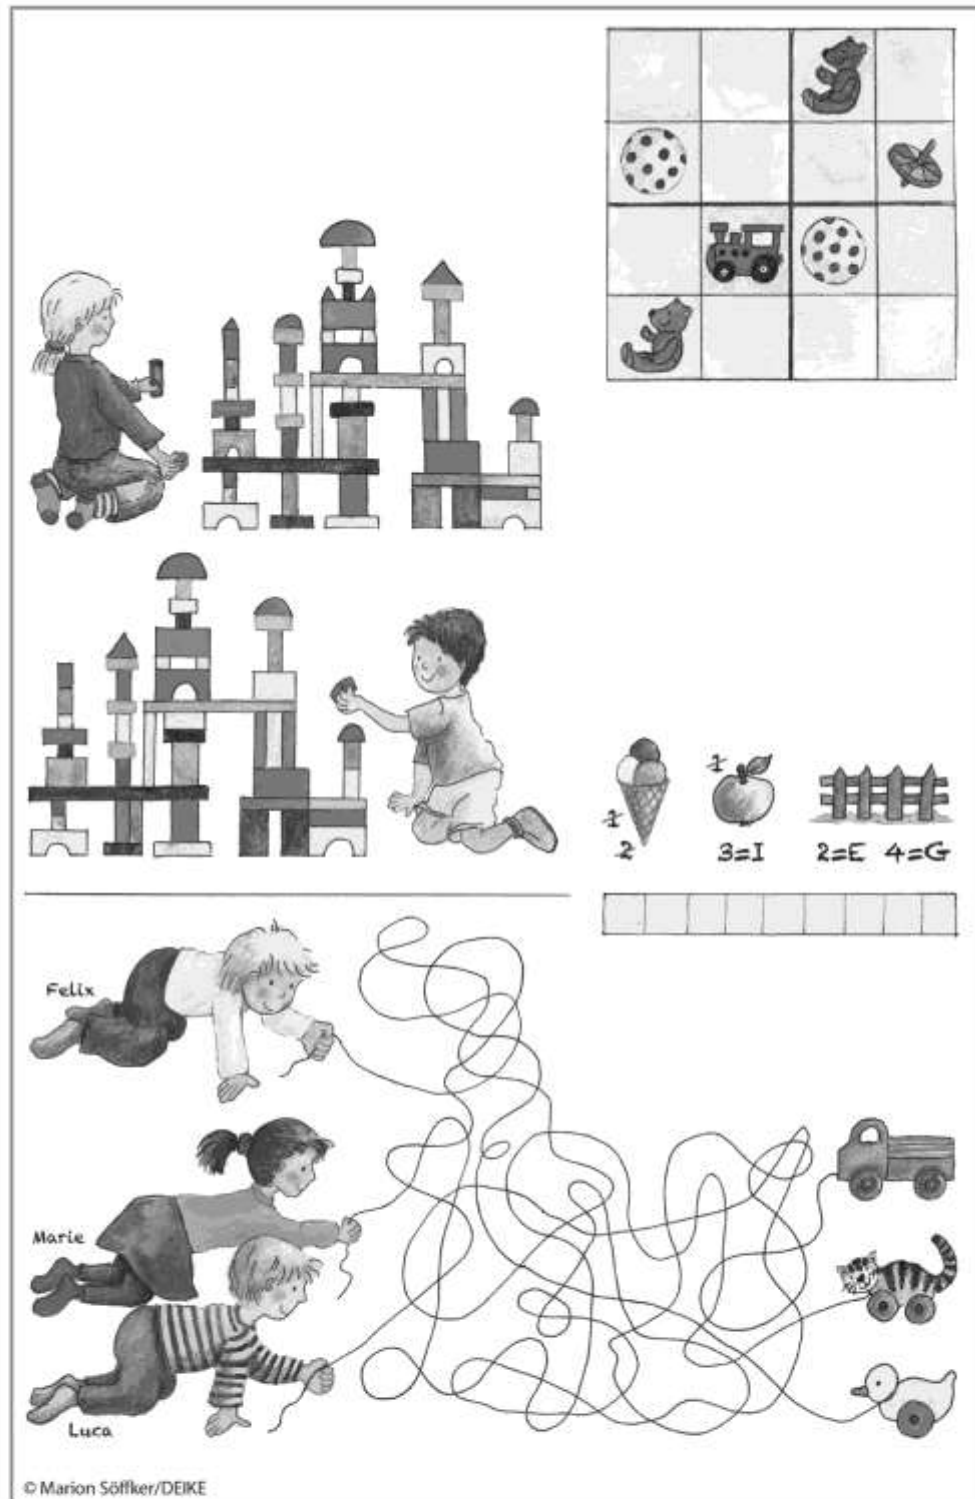 1
1
2
3=I
2=E 4=G
Felix
Marie
Luca
© Marion Söffker/DEIKE